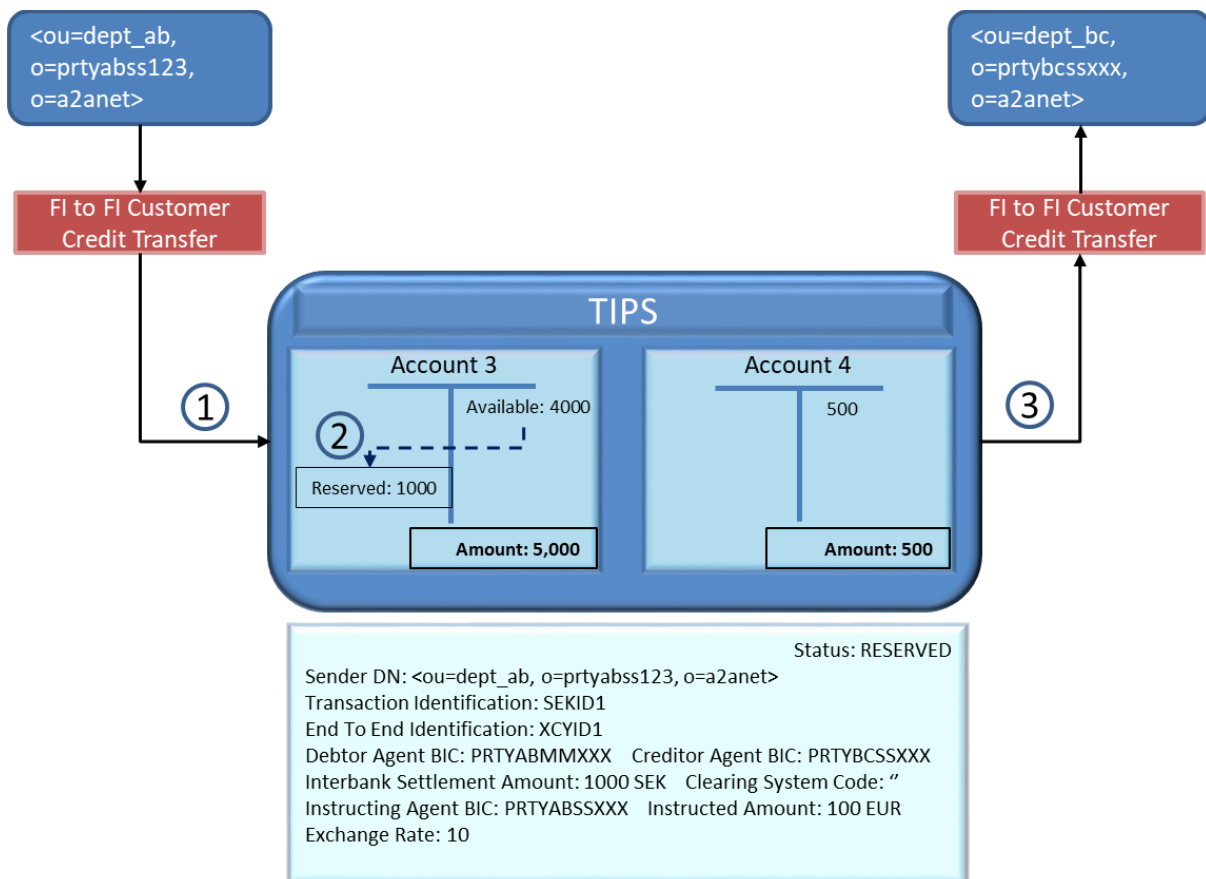 <ou=dept_ab,
o=prtyabss123,
o=a2anet>
<ou=dept_bc,
o=prtybcssxxx,
o=a2anet>
FI to FI Customer
Credit Transfer
FI to FI Customer
Credit Transfer
TIPS
1
Account 3
Available: 4000
2
Reserved: 1000
Amount: 5,000
Account 4
500
Amount: 500
3
Status: RESERVED
Sender DN: <ou=dept_ab, o=prtyabss123, o=a2anet>
Transaction Identification: SEKID1
End To End Identification: XCYID1
Debtor Agent BIC: PRTYABMMXXX Creditor Agent BIC: PRTYBCSSXXX
Interbank Settlement Amount: 1000 SEK Clearing System Code: ‘’
Instructing Agent BIC: PRTYABSSXXX Instructed Amount: 100 EUR
Exchange Rate: 10